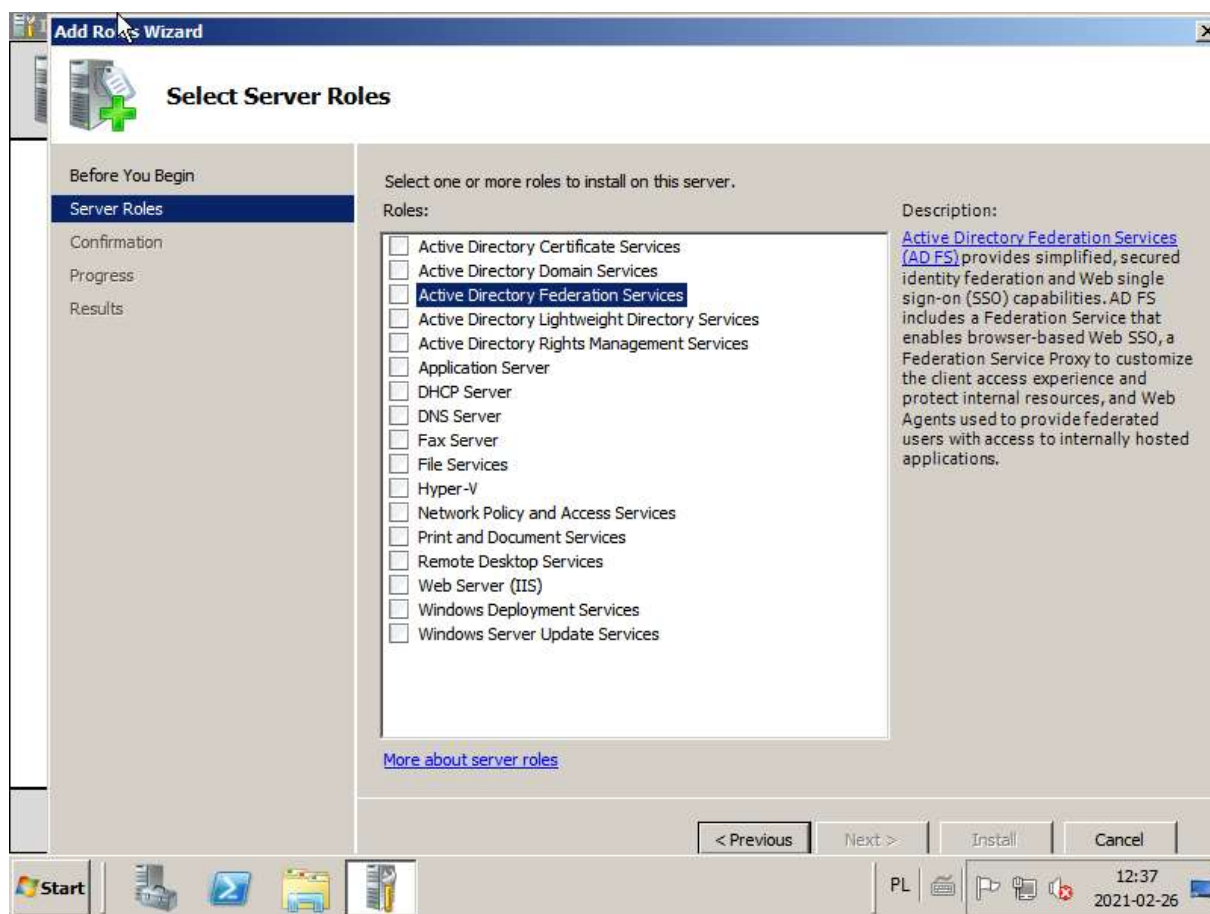 Add Roles Wizard
Select Server Roles
Before You Begin
Server Roles
Confirmation
Progress
Results
Select one or more roles to install on this server.
Roles:
Active Directory Certificate Services
Active Directory Domain Services
Active Directory Federation Services
Active Directory Lightweight Directory Services
Active Directory Rights Management Services
Application Server
DHCP Server
DNS Server
Fax Server
File Services
Hyper-V
Network Policy and Access Services
Print and Document Services
Remote Desktop Services
Web Server (IIS)
Windows Deployment Services
Windows Server Update Services
More about server roles
Description:
Active Directory Federation Services
(AD FS) provides simplified, secured
identity federation and Web single
sign-on (SSO) capabilities. AD FS
includes a Federation Service that
enables browser-based Web SSO, a
Federation Service Proxy to customize
the client access experience and
protect internal resources, and Web
Agents used to provide federated
users with access to internally hosted
applications.
< Previous
Next >
Install
Cancel
Start
PL
12:37
2021-02-26